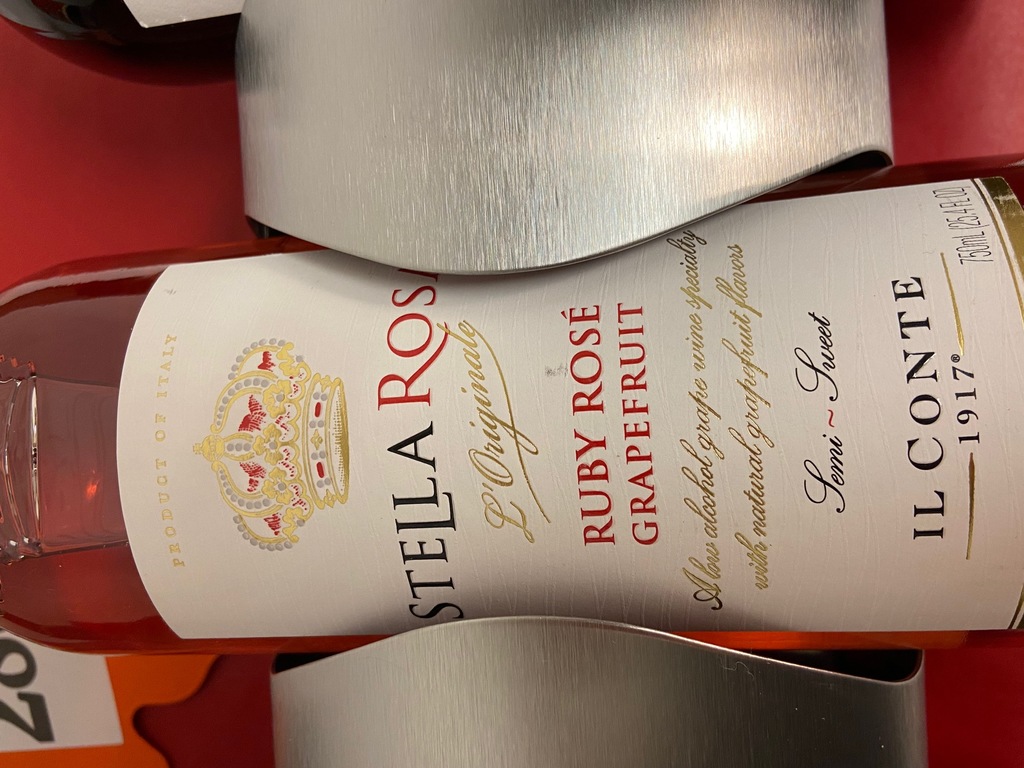 PRODUCT OF ITALY
STELLA ROS
L'Originale
RUBY ROSÉ
GRAPEFRUIT
A low alcohol grape wine specialty
with natural grapefruit flavors
Semi~Sweet
IL CONTE
1917®
750mL (25.4 FL OZ)
28